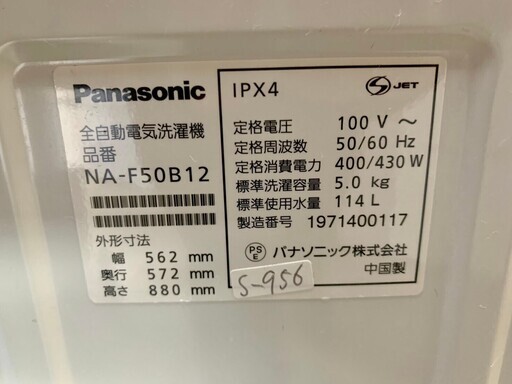 Panasonic
全自動電気洗濯機
品番
NA-F50B12
外形寸法
幅 562 mm
奥行 572 mm
高さ 880 mm
IPX4
S JET
定格電圧 100 V ～
定格周波数 50/60 Hz
定格消費電力 400/430 W
標準洗濯容量 5.0 kg
標準使用水量 114 L
製造番号 1971400117
PS E パナソニック株式会社
中国製
S-956